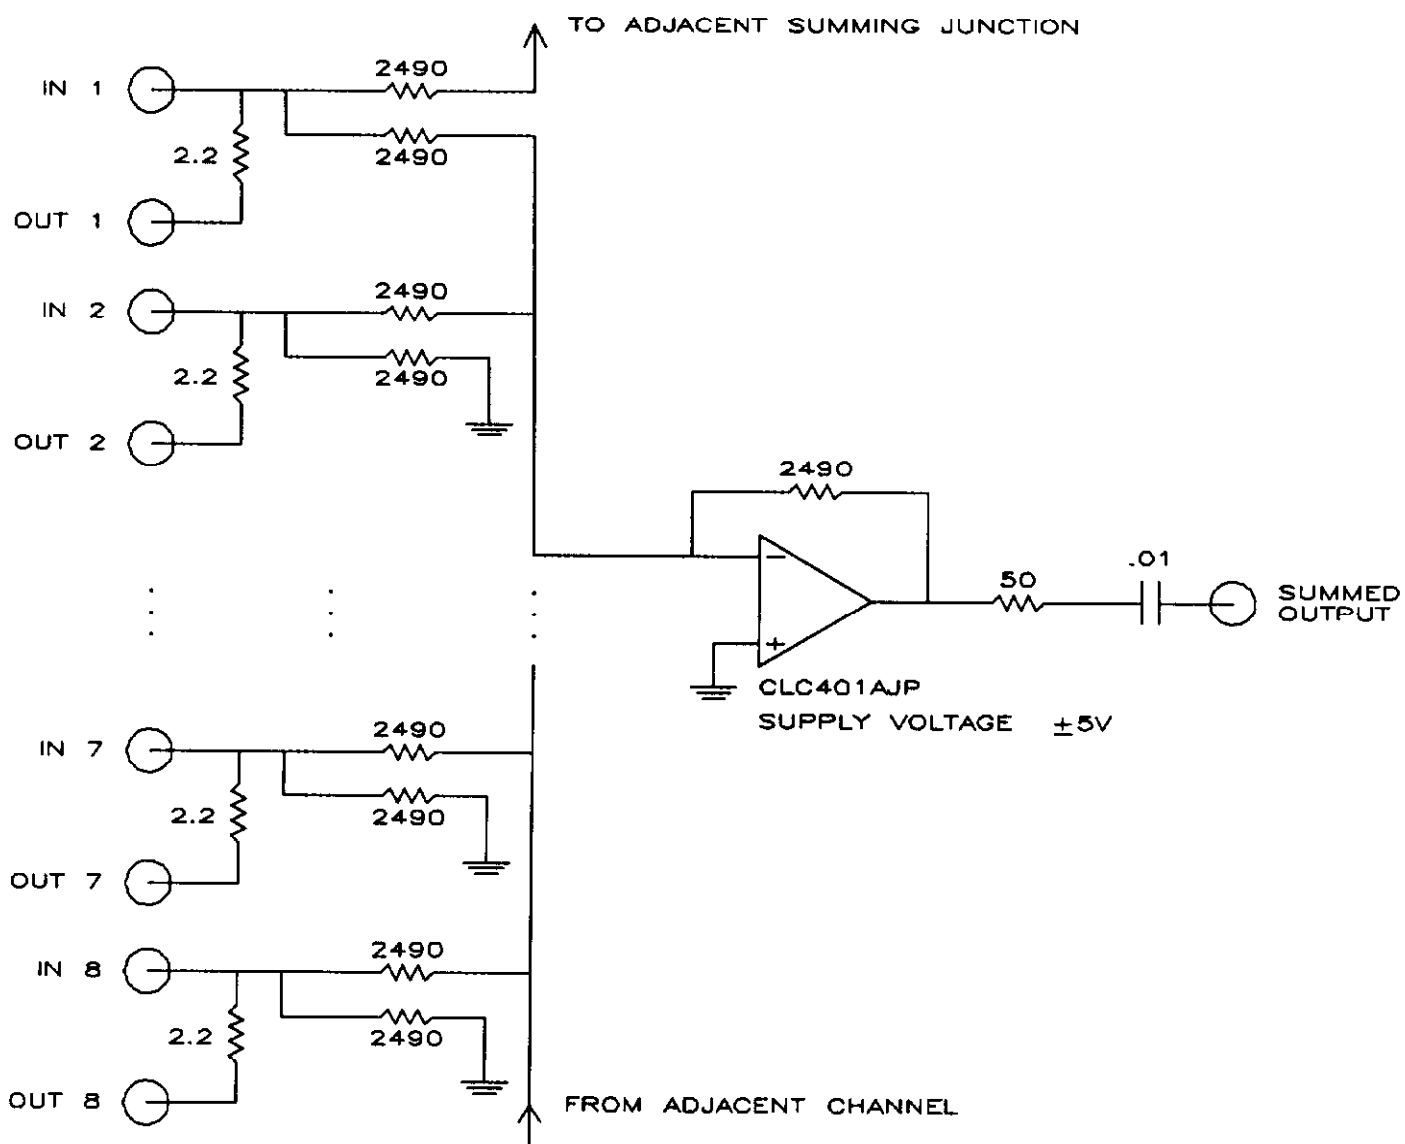 TO ADJACENT SUMMING JUNCTION
2490
IN 1
2490
2.2
OUT 1
2490
IN 2
2490
2.2
OUT 2
2490
.01
50
SUMMED
OUTPUT
−
+
CLC401AJP
SUPPLY VOLTAGE ±5V
2490
IN 7
2490
2.2
OUT 7
2490
IN 8
2490
2.2
OUT 8
FROM ADJACENT CHANNEL